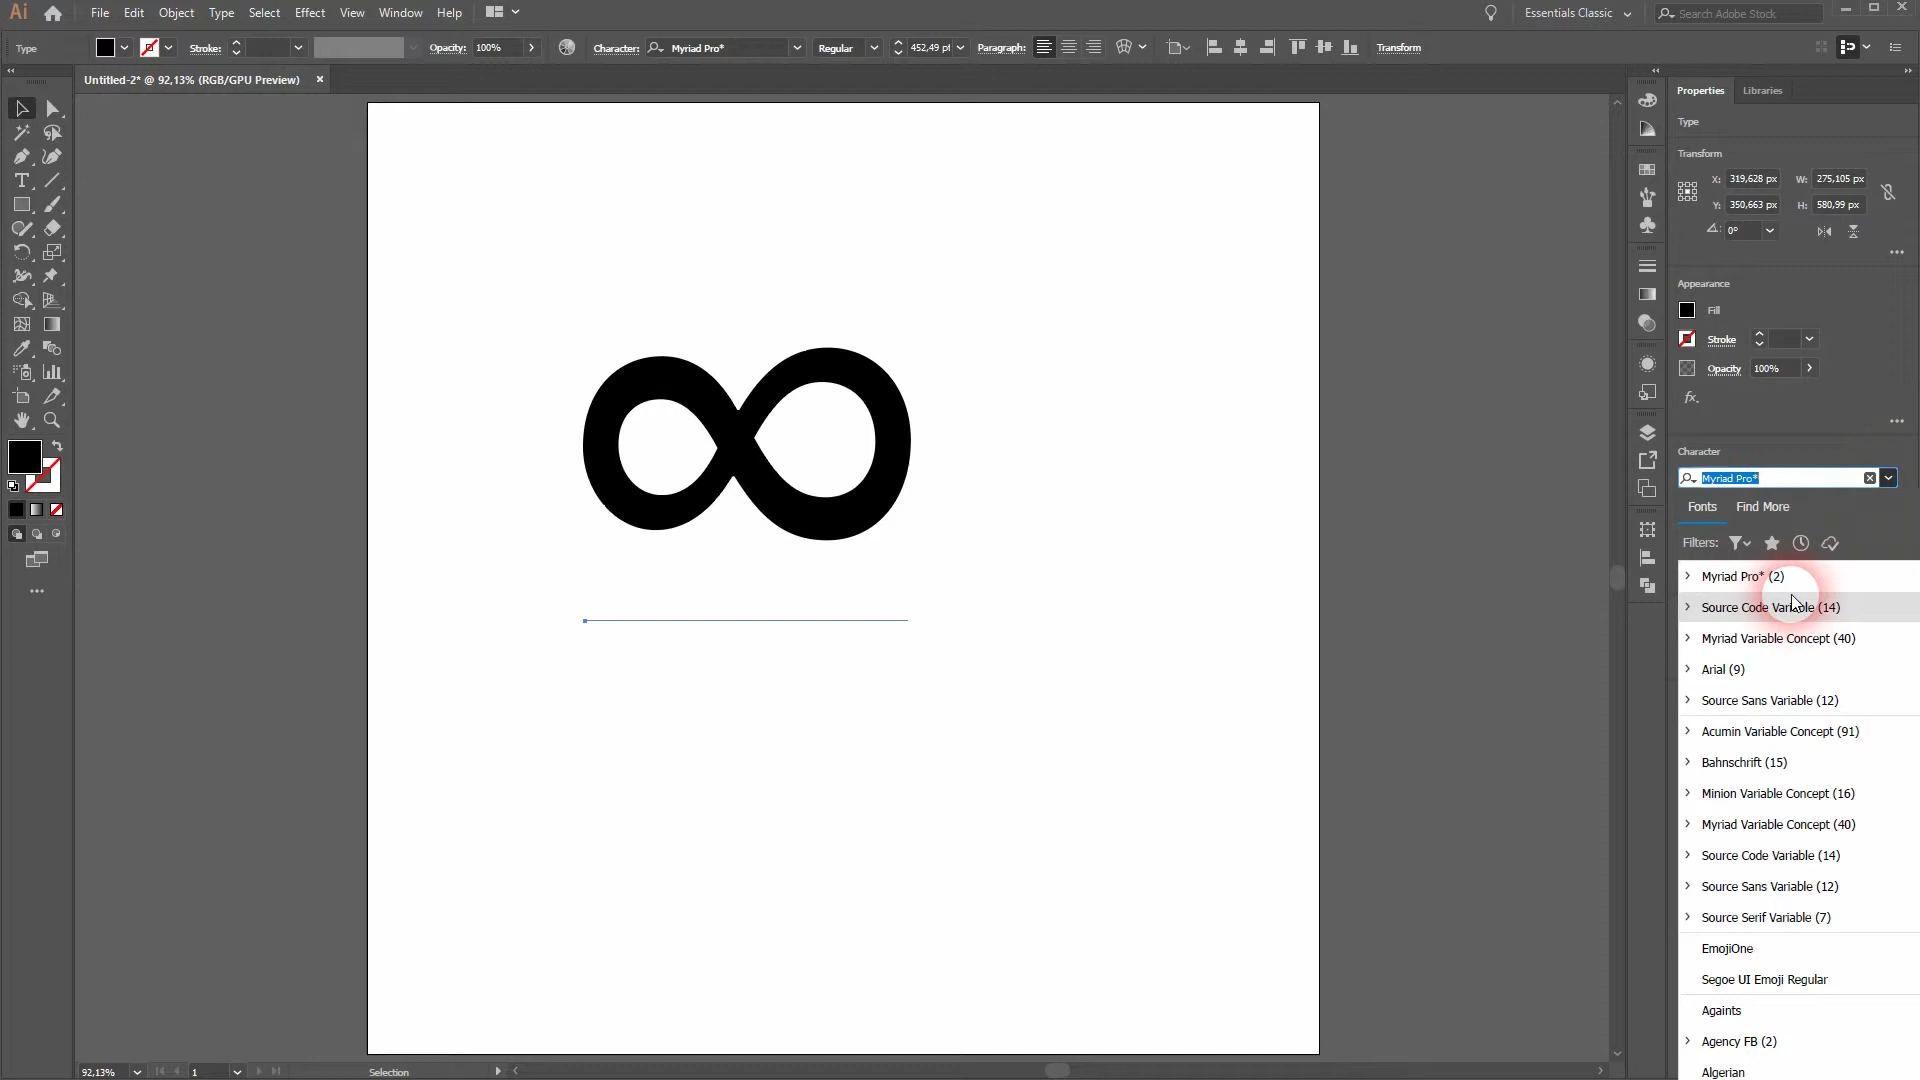 Ai File Edit Object Type Select Effect View Window Help Essentials Classic Search Adobe Stock
Type Stroke: Opacity: 100% Character: Myriad Pro* Regular 452,49 pt Paragraph: Transform
Untitled-2* @ 92,13% (RGB/GPU Preview) ×
Properties Libraries
Type
Transform
X: 319,628 px W: 275,105 px
Y: 350,663 px H: 580,99 px
0°
Appearance
Fill
Stroke
Opacity 100%
fx.
Character
Myriad Pro*
Fonts Find More
Filters:
Myriad Pro* (2)
Source Code Variable (14)
Myriad Variable Concept (40)
Arial (9)
Source Sans Variable (12)
Acumin Variable Concept (91)
Bahnschrift (15)
Minion Variable Concept (16)
Myriad Variable Concept (40)
Source Code Variable (14)
Source Sans Variable (12)
Source Serif Variable (7)
EmojiOne
Segoe UI Emoji Regular
Againts
Agency FB (2)
Algerian
∞
92,13% 1 Selection